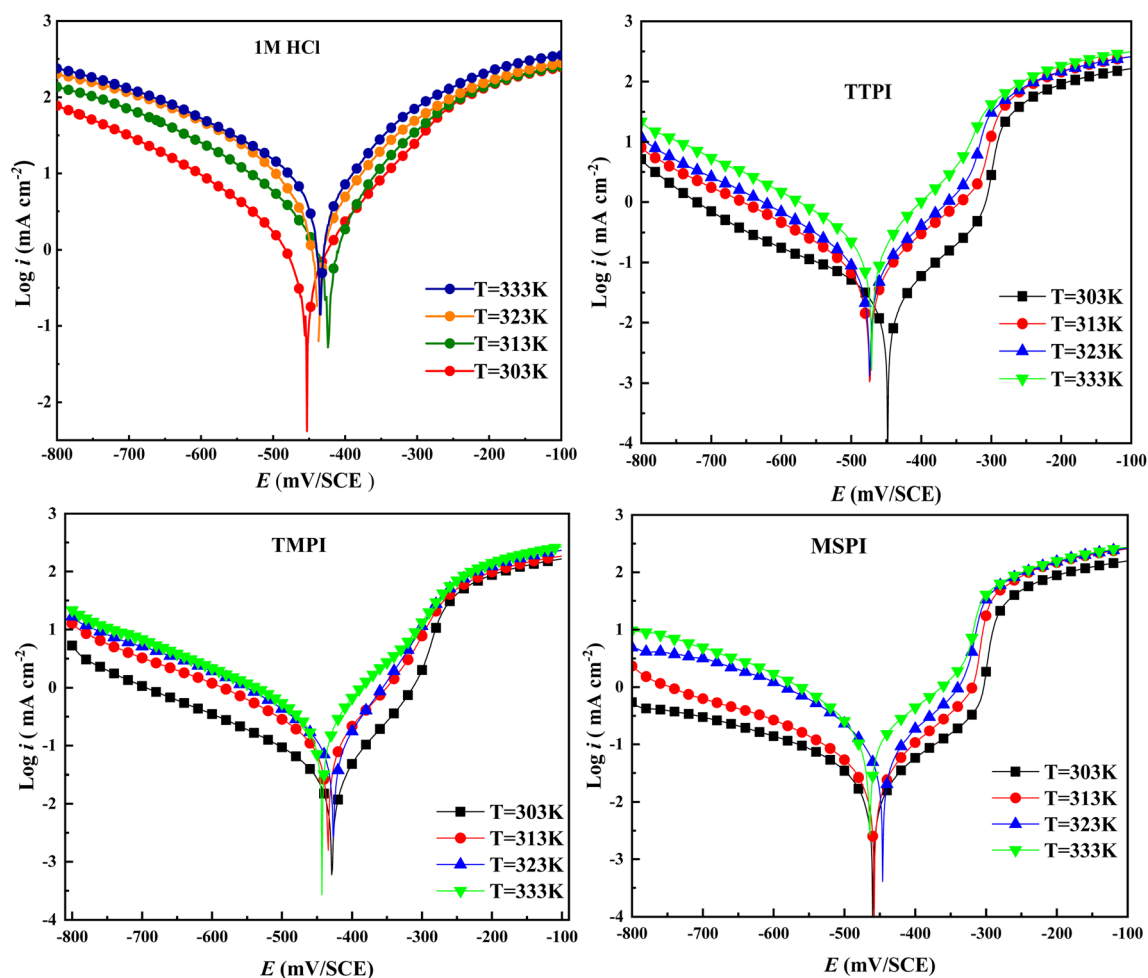 1M HCl
Log i (mA cm-2)
3
2
1
0
-1
-2
T=333K
T=323K
T=313K
T=303K
-800 -700 -600 -500 -400 -300 -200 -100
E (mV/SCE )
TTPI
Log i ( mA cm-2)
3
2
1
0
-1
-2
-3
-4
T=303K
T=313K
T=323K
T=333K
-800 -700 -600 -500 -400 -300 -200 -100
E (mV/SCE)
TMPI
Log i ( mA cm-2)
3
2
1
0
-1
-2
-3
-4
T=303K
T=313K
T=323K
T=333K
-800 -700 -600 -500 -400 -300 -200 -100
E (mV/SCE)
MSPI
Log i ( mA cm-2)
3
2
1
0
-1
-2
-3
-4
T=303K
T=313K
T=323K
T=333K
-800 -700 -600 -500 -400 -300 -200 -100
E (mV/SCE)